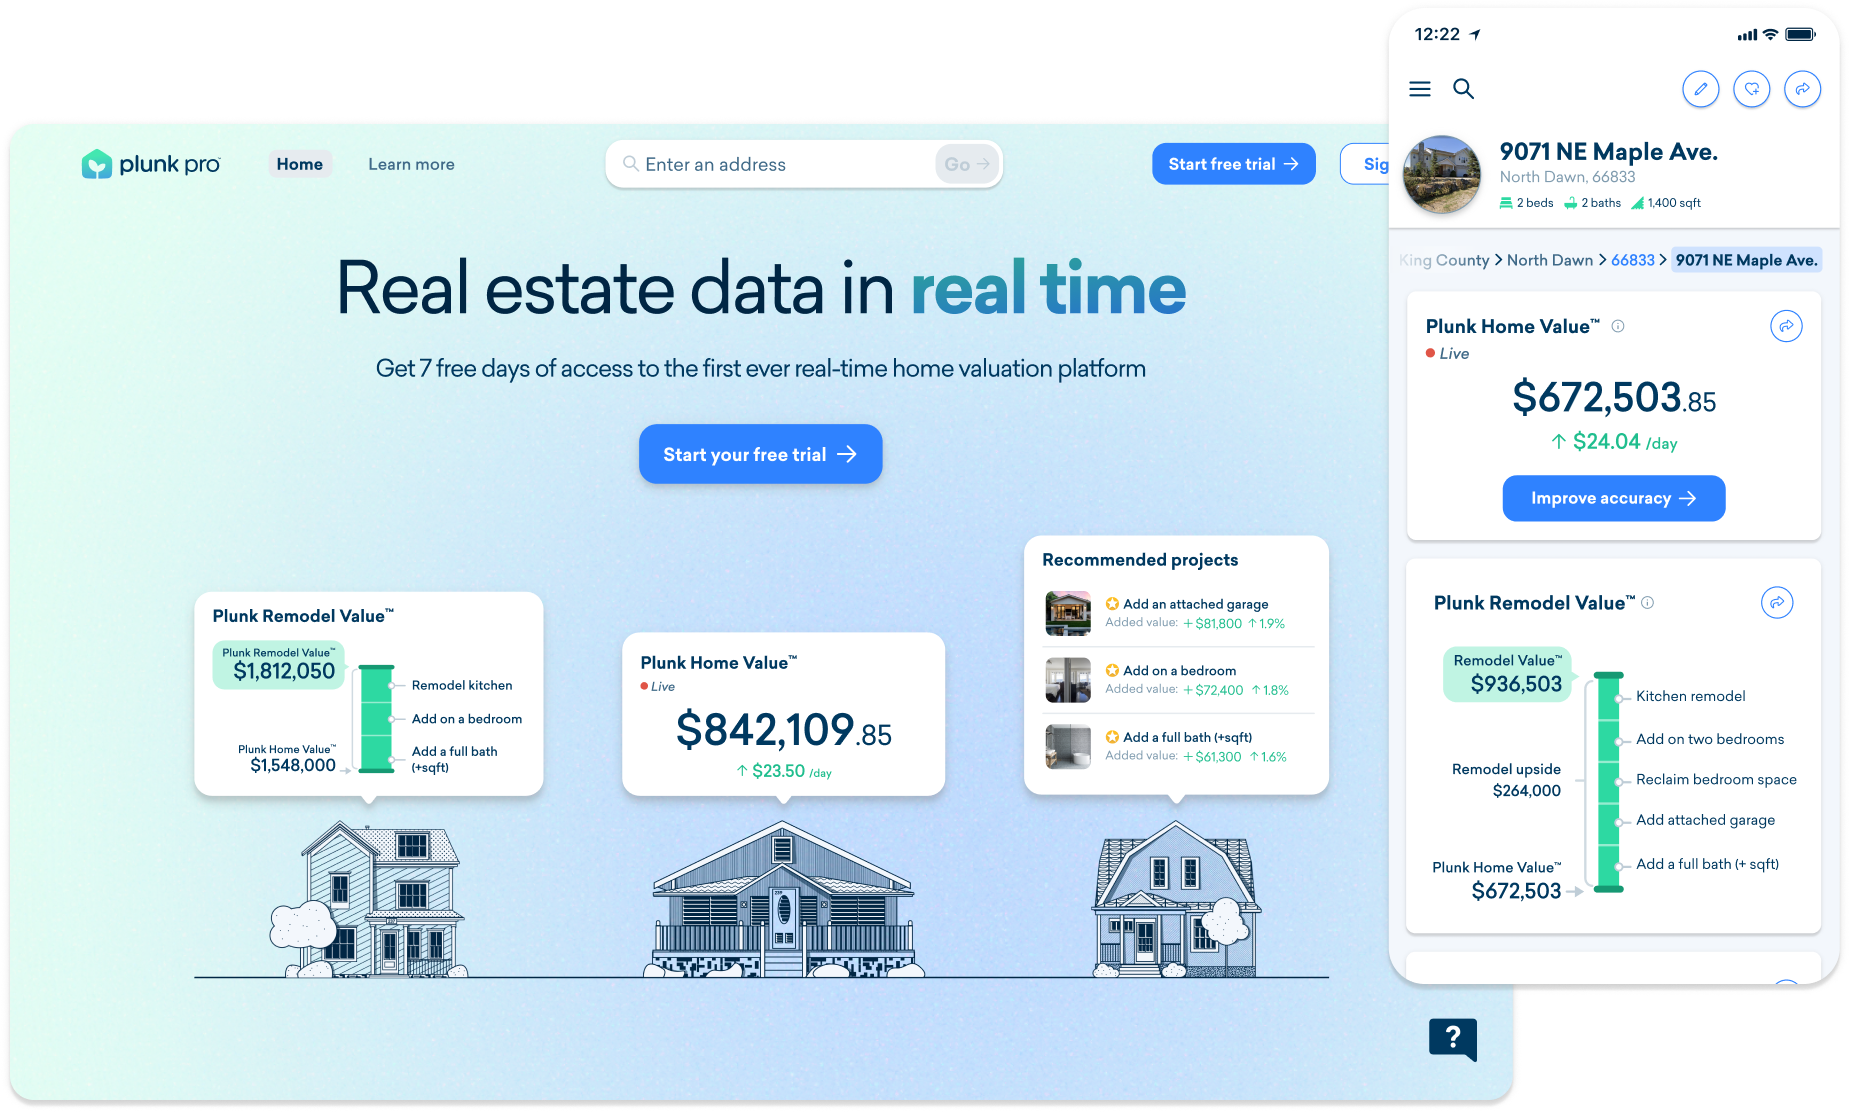 plunk pro
Home
Learn more
Enter an address
Go
Start free trial
Sig
Real estate data in real time
Get 7 free days of access to the first ever real-time home valuation platform
Start your free trial
Plunk Remodel Value™
Plunk Remodel Value™
$1,812,050
Remodel kitchen
Add on a bedroom
Plunk Home Value™
$1,548,000
Add a full bath
(+sqft)
Plunk Home Value™
Live
$842,109.85
↑ $23.50 /day
Recommended projects
Add an attached garage
Added value: + $81,800 ↑ 1.9%
Add on a bedroom
Added value: + $72,400 ↑ 1.8%
Add a full bath (+sqft)
Added value: + $61,300 ↑ 1.6%
239
?
12:22
9071 NE Maple Ave.
North Dawn, 66833
2 beds 2 baths 1,400 sqft
King County > North Dawn > 66833 > 9071 NE Maple Ave.
Plunk Home Value™
Live
$672,503.85
↑ $24.04 /day
Improve accuracy
Plunk Remodel Value™
Remodel Value™
$936,503
Kitchen remodel
Add on two bedrooms
Remodel upside
$264,000
Reclaim bedroom space
Add attached garage
Plunk Home Value™
$672,503
Add a full bath (+ sqft)